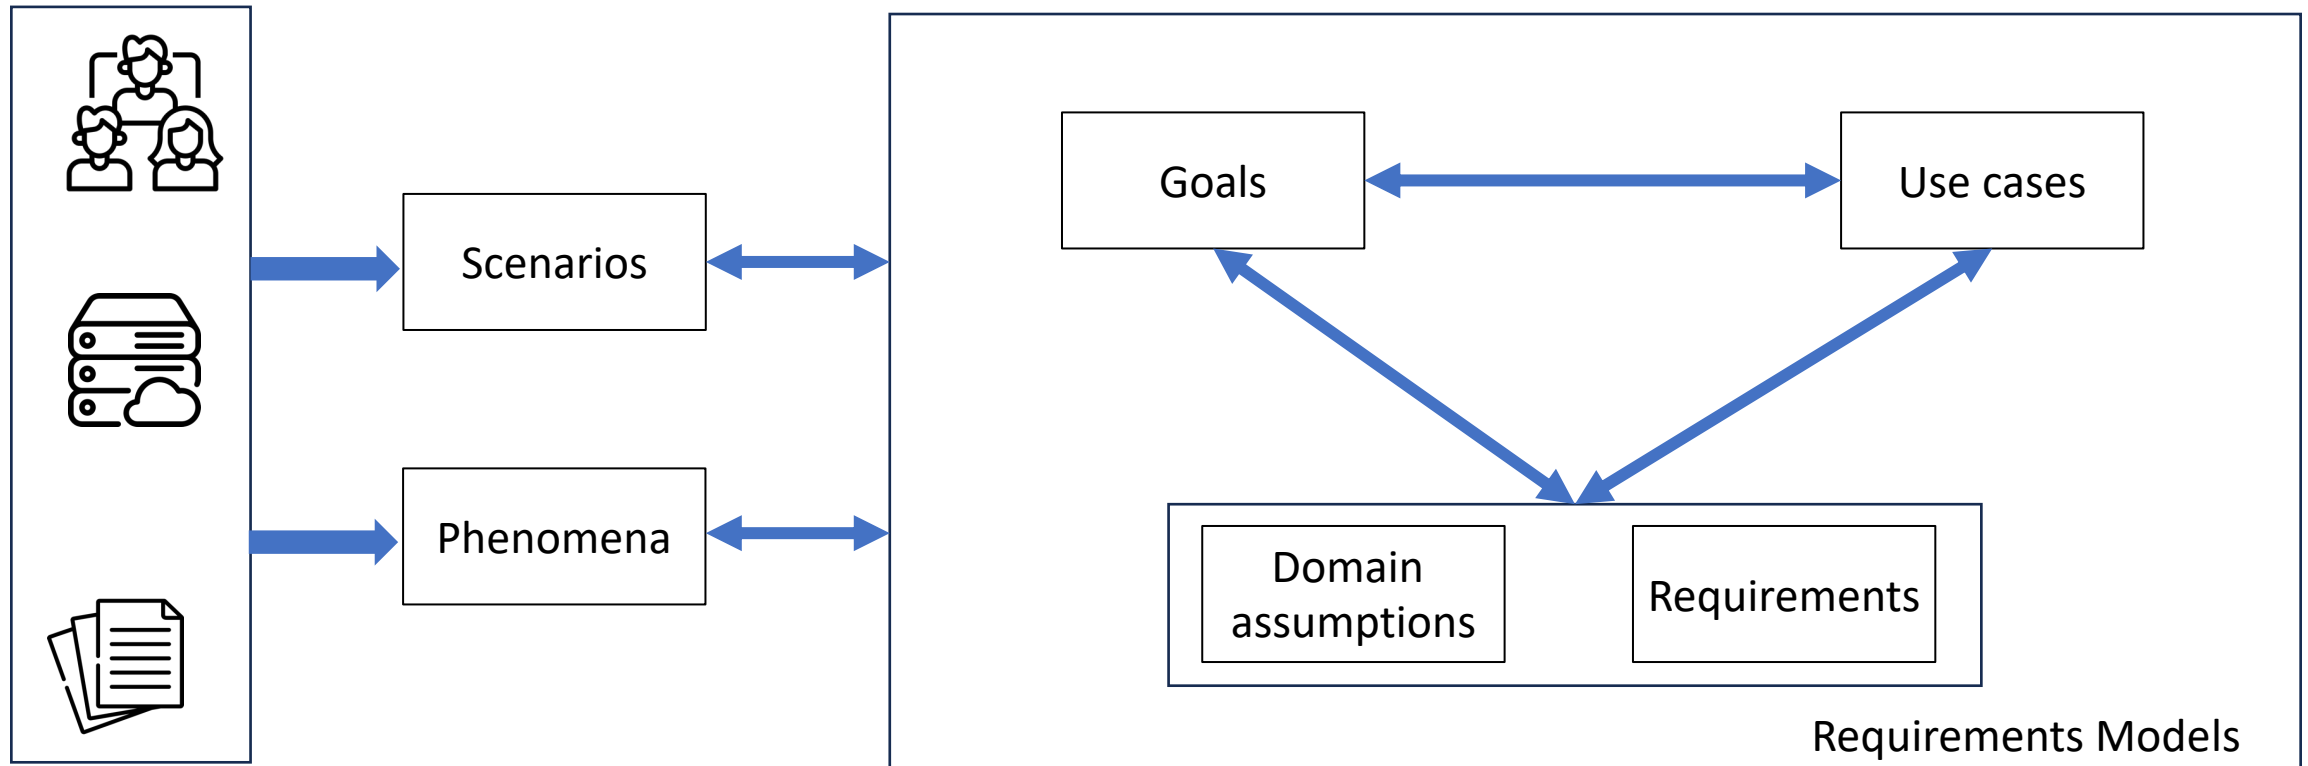 Scenarios
Phenomena
Goals
Use cases
Domain
assumptions
Requirements
Requirements Models